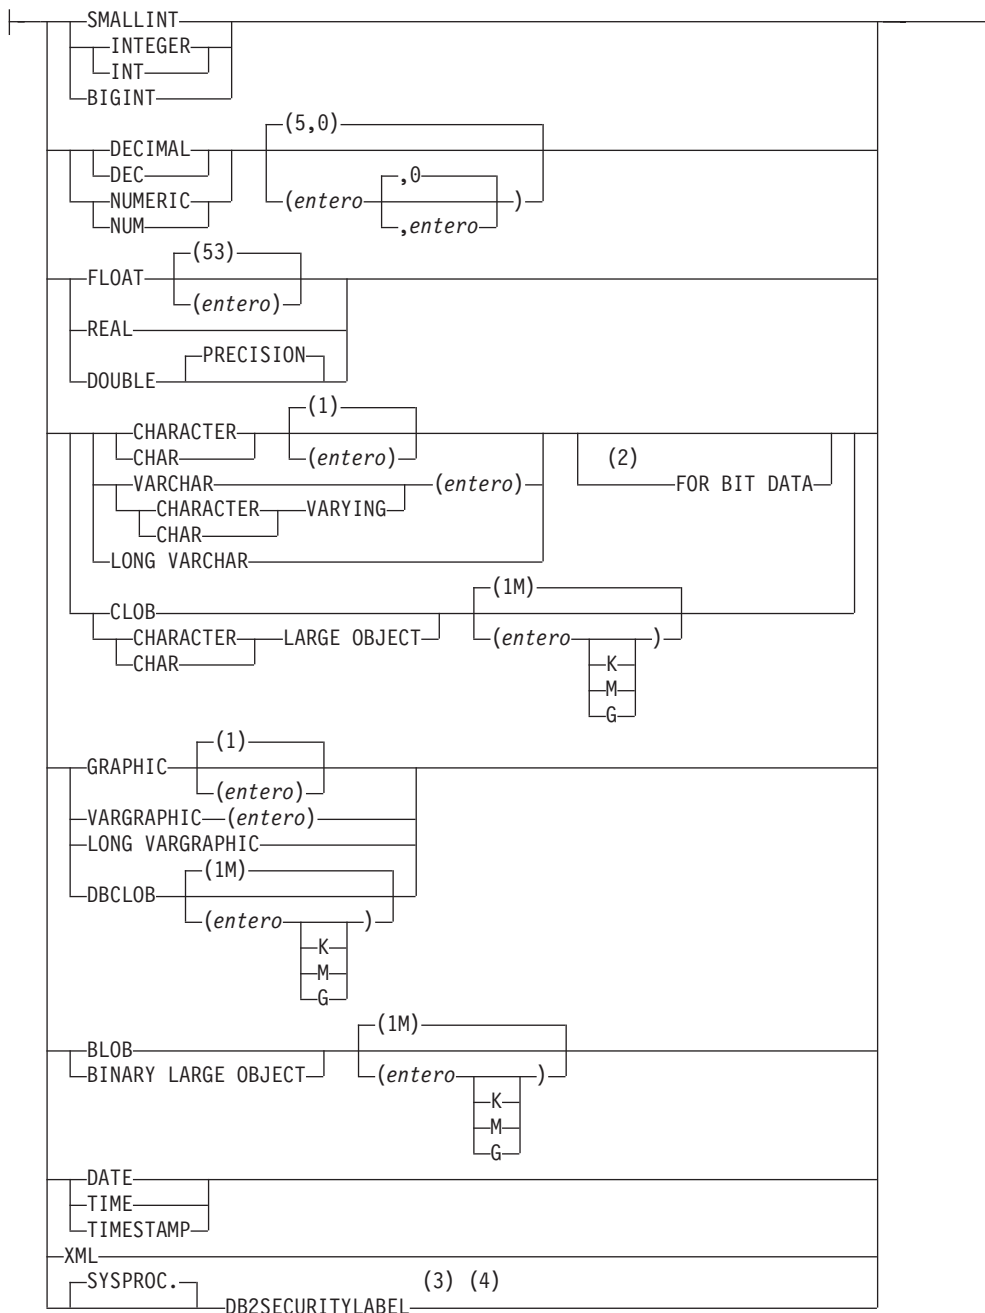 SMALLINT
INTEGER
INT
BIGINT
(5,0)
DECIMAL
DEC
,0
NUMERIC
(entero )
NUM
,entero
(53)
FLOAT
(entero)
REAL
PRECISION
DOUBLE
(1)
CHARACTER
CHAR
(entero)
(2)
VARCHAR (entero)
FOR BIT DATA
CHARACTER VARYING
CHAR
LONG VARCHAR
(1M)
CLOB
CHARACTER LARGE OBJECT
(entero )
CHAR
K
M
G
(1)
GRAPHIC
(entero)
VARGRAPHIC (entero)
LONG VARGRAPHIC
(1M)
DBCLOB
(entero )
K
M
G
(1M)
BLOB
BINARY LARGE OBJECT
(entero )
K
M
G
DATE
TIME
TIMESTAMP
XML
SYSPROC. (3) (4)
DB2SECURITYLABEL